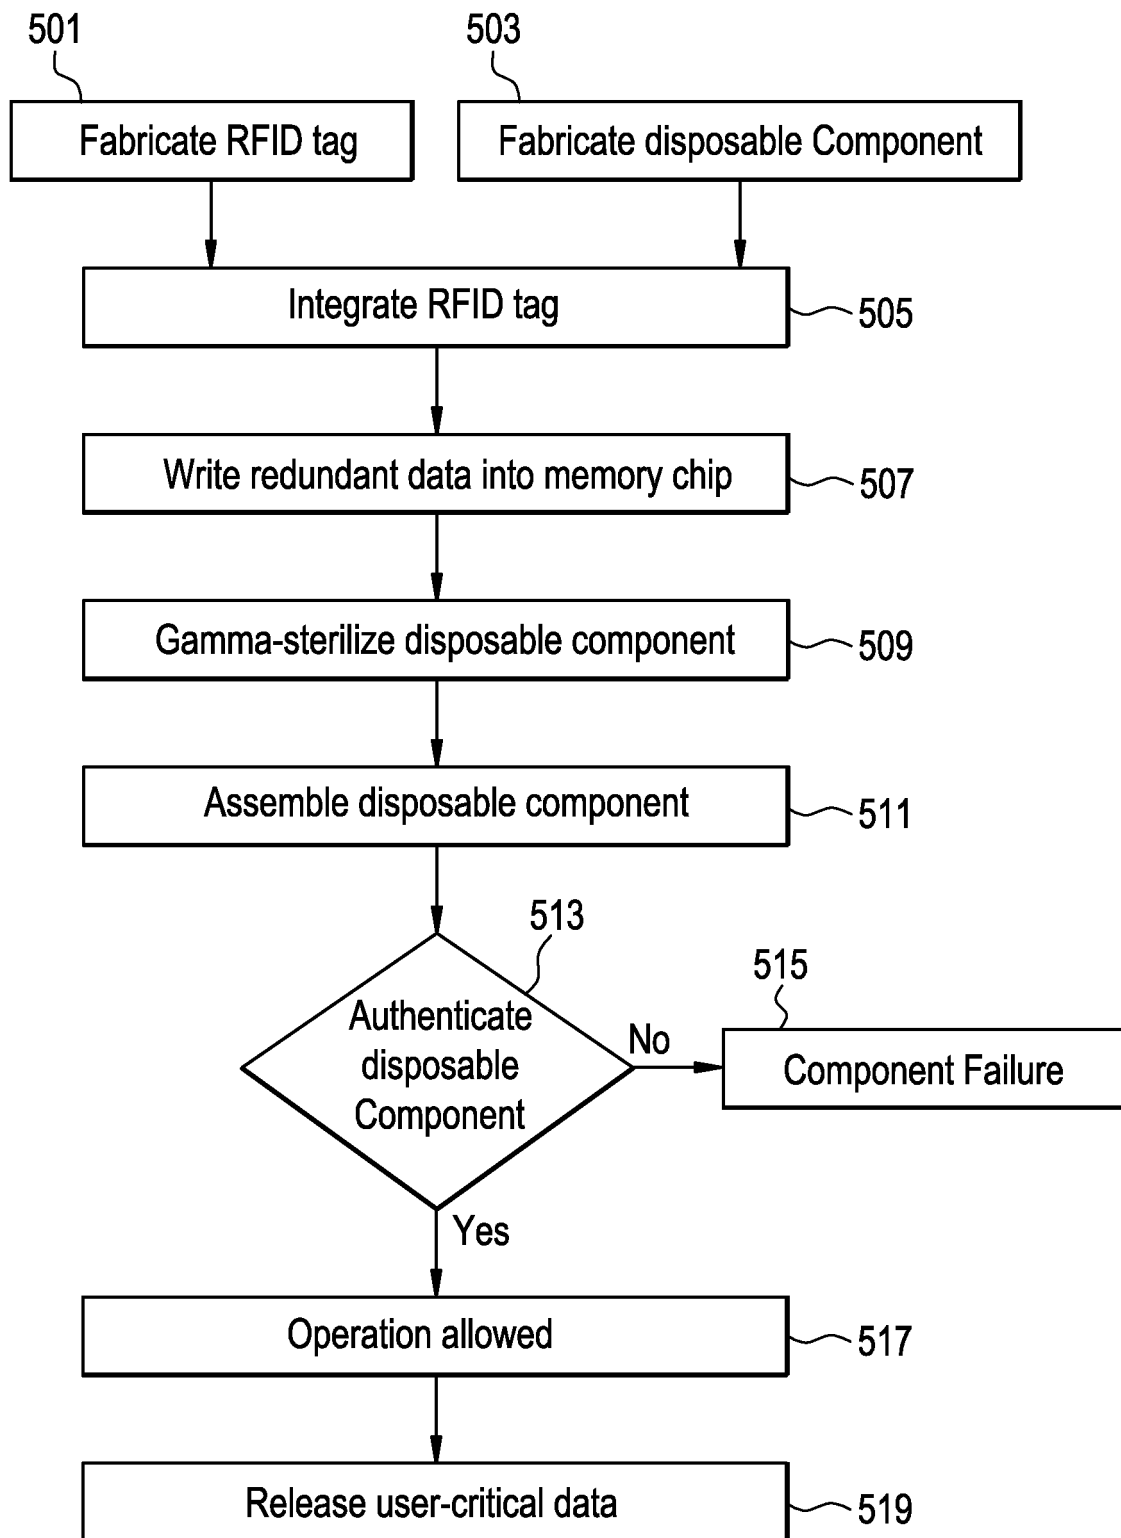 501
503
Fabricate RFID tag
Fabricate disposable Component
Integrate RFID tag
505
Write redundant data into memory chip
507
Gamma-sterilize disposable component
509
Assemble disposable component
511
513
Authenticate
disposable
Component
No
515
Component Failure
Yes
Operation allowed
517
Release user-critical data
519